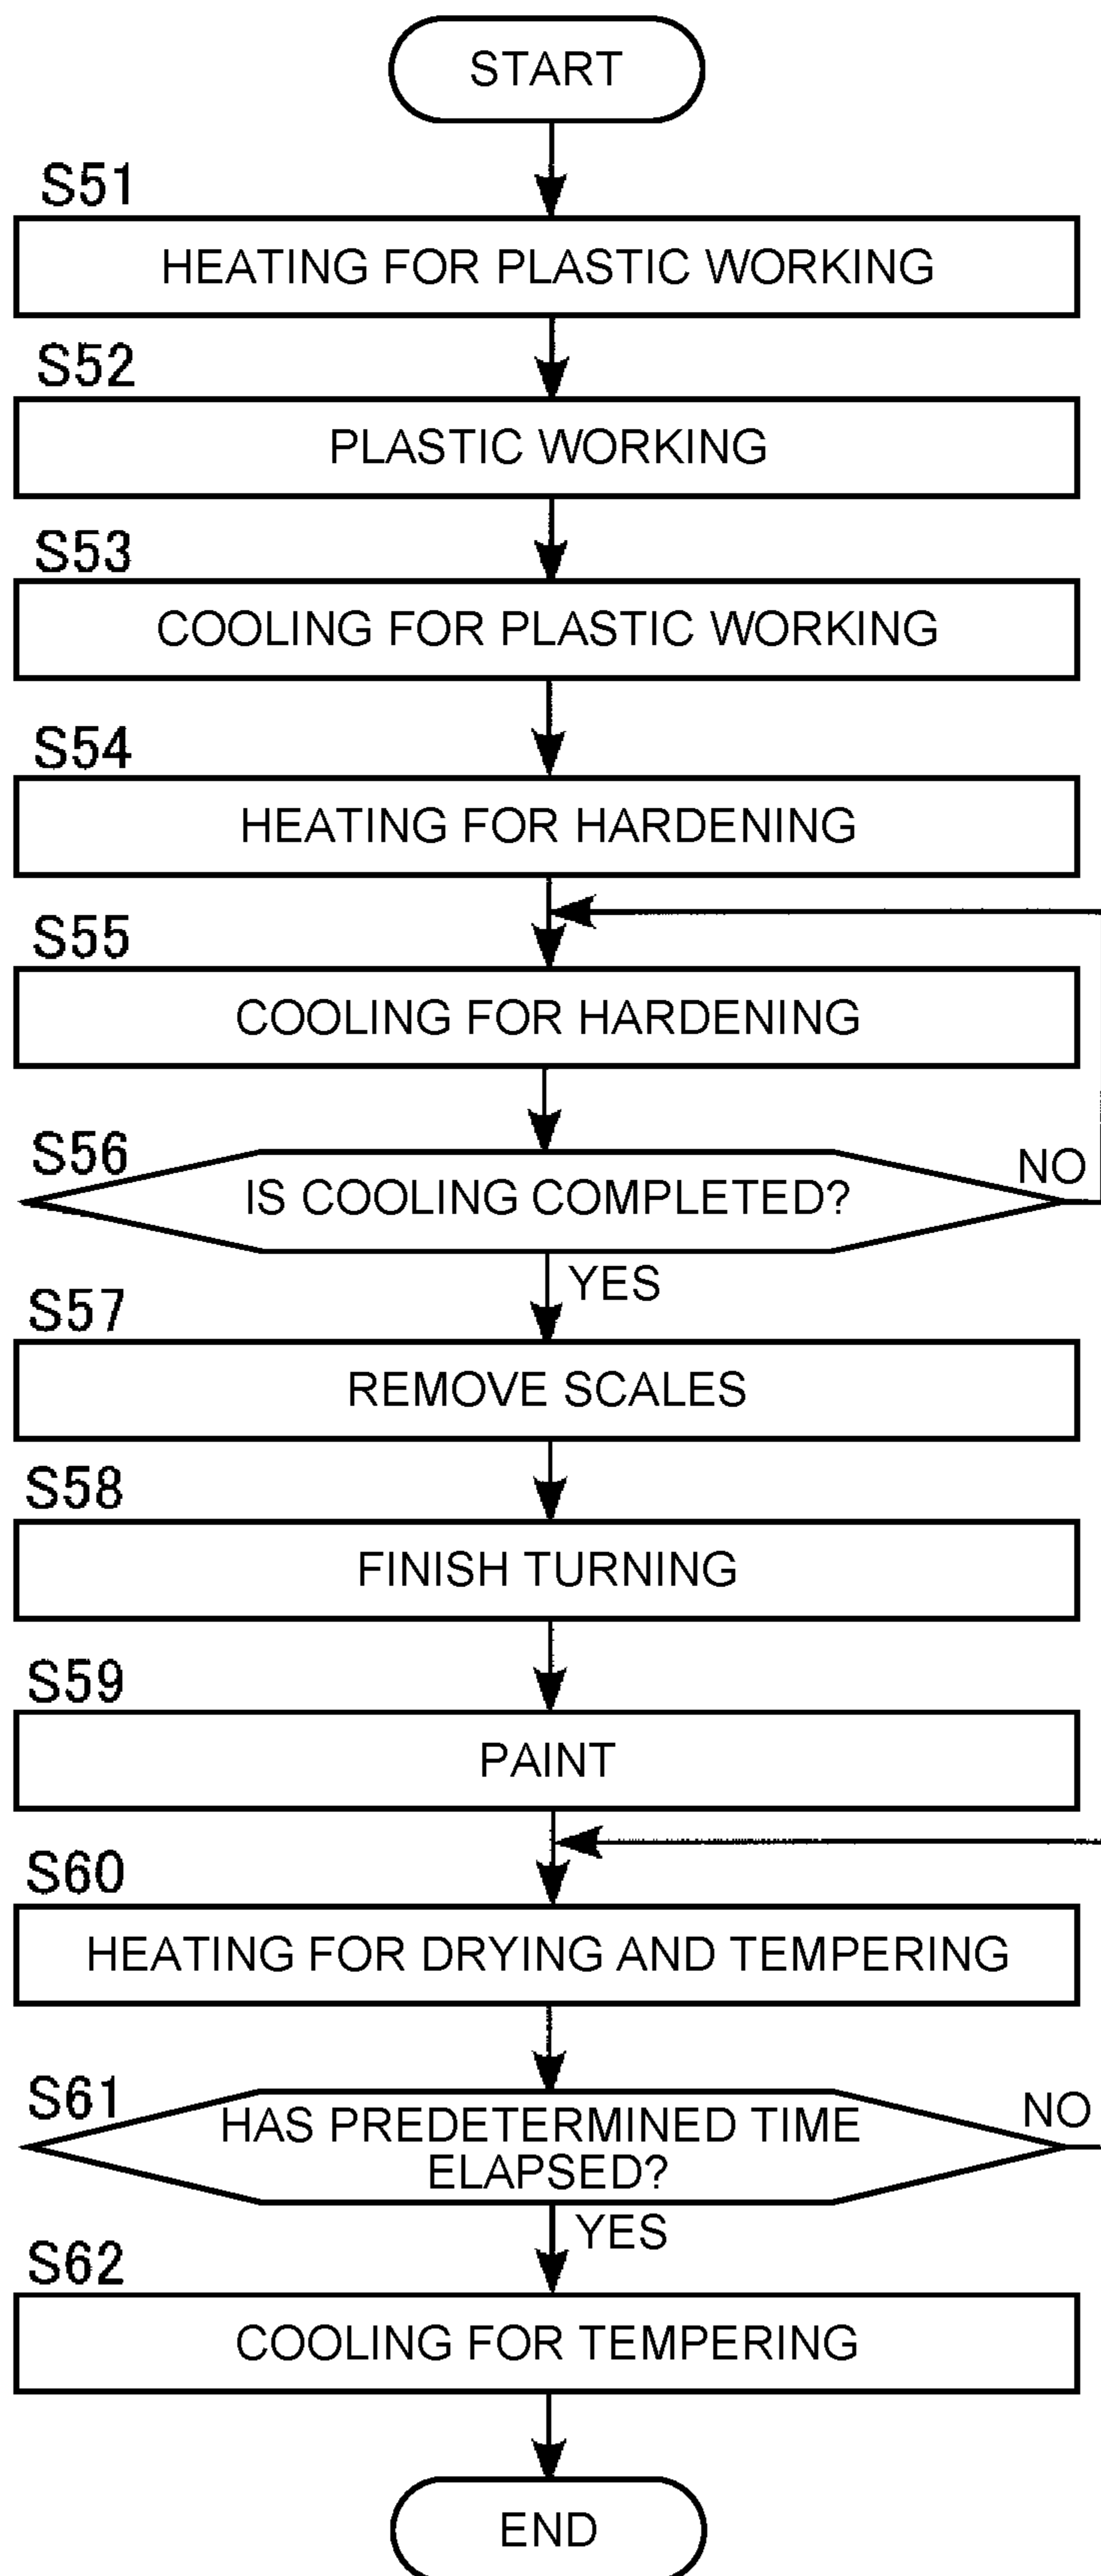 START
S51
HEATING FOR PLASTIC WORKING
S52
PLASTIC WORKING
S53
COOLING FOR PLASTIC WORKING
S54
HEATING FOR HARDENING
S55
COOLING FOR HARDENING
S56
IS COOLING COMPLETED?
NO
YES
S57
REMOVE SCALES
S58
FINISH TURNING
S59
PAINT
S60
HEATING FOR DRYING AND TEMPERING
S61
HAS PREDETERMINED TIME
ELAPSED?
NO
YES
S62
COOLING FOR TEMPERING
END